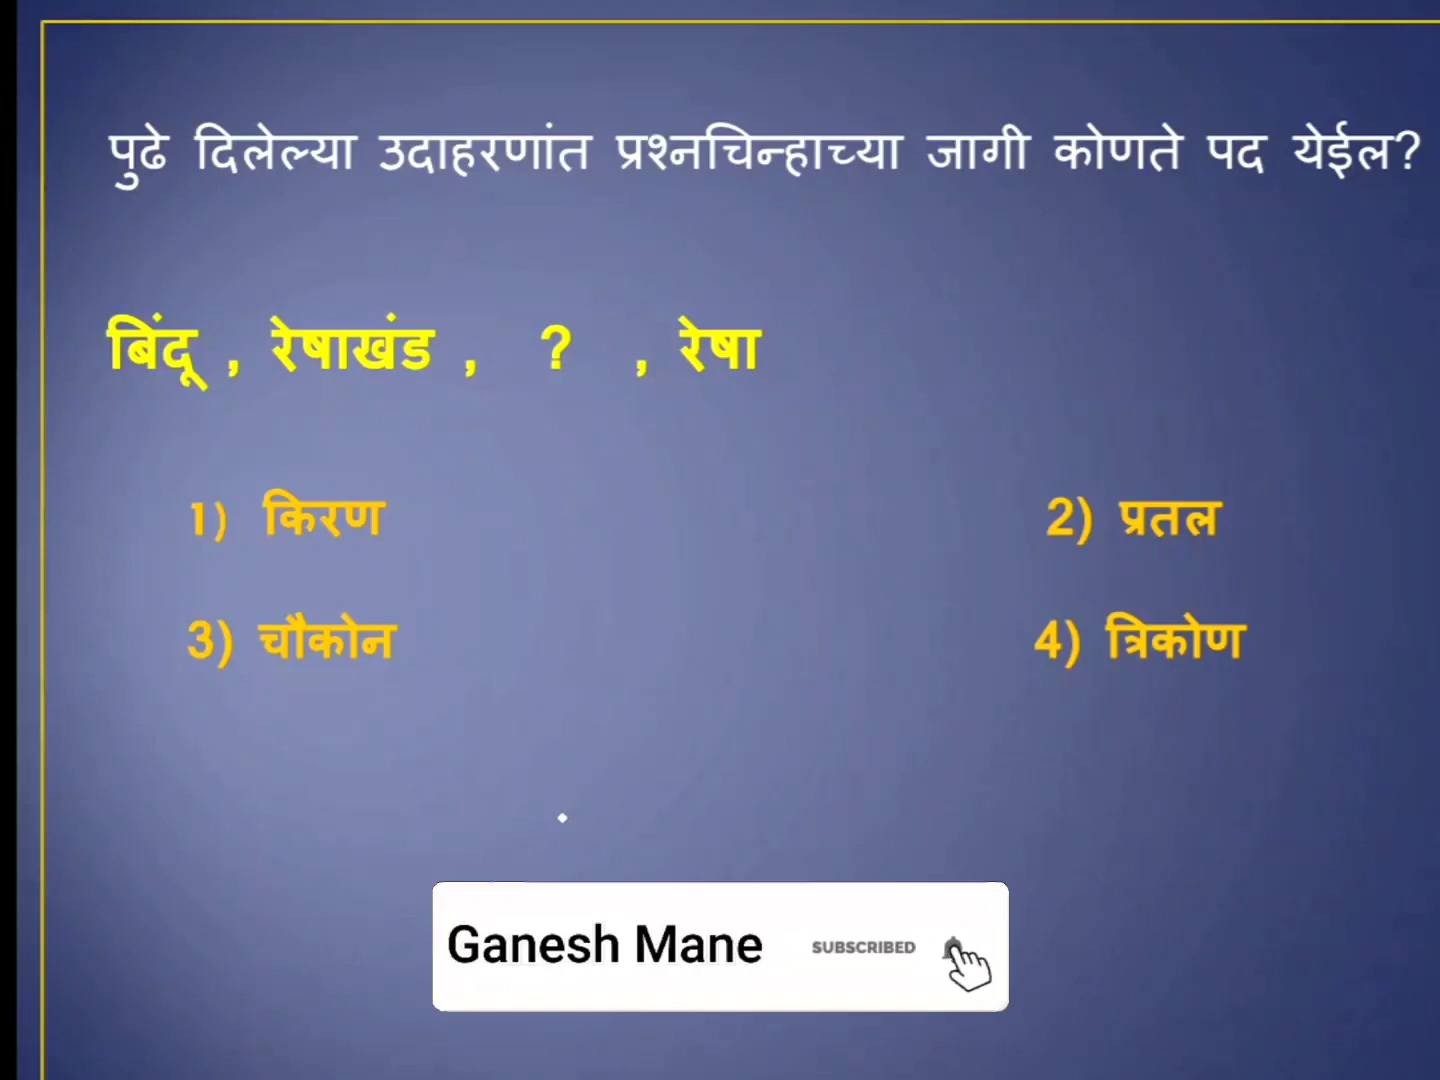 पुढे दिलेल्या उदाहरणांत प्रश्नचिन्हाच्या जागी कोणते पद येईल?
बिंदू , रेषाखंड , ? , रेषा
1) किरण 2) प्रतल
3) चौकोन 4) त्रिकोण
Ganesh Mane SUBSCRIBED